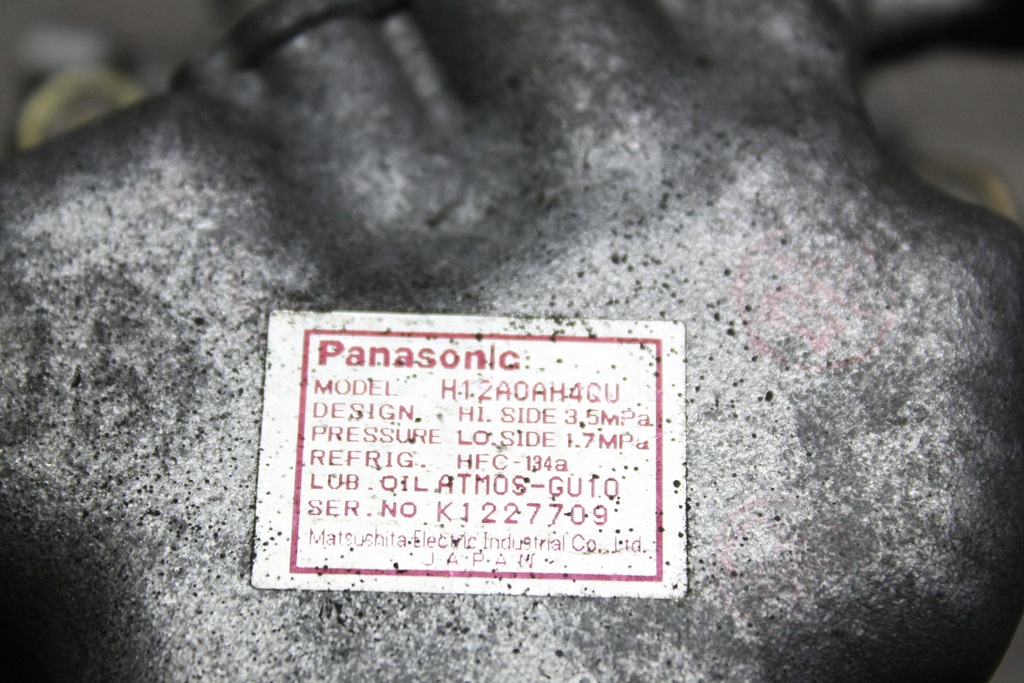 Panasonic
MODEL H12A0AH4QU
DESIGN. HI. SIDE 3.5MPa
PRESSURE LO.SIDE 1.7MPa
REFRIG. HFC-134a
LUB.OIL ATMOS-GU10
SER.NO K1227709
Matsushita Electric Industrial Co., Ltd.
JAPAN